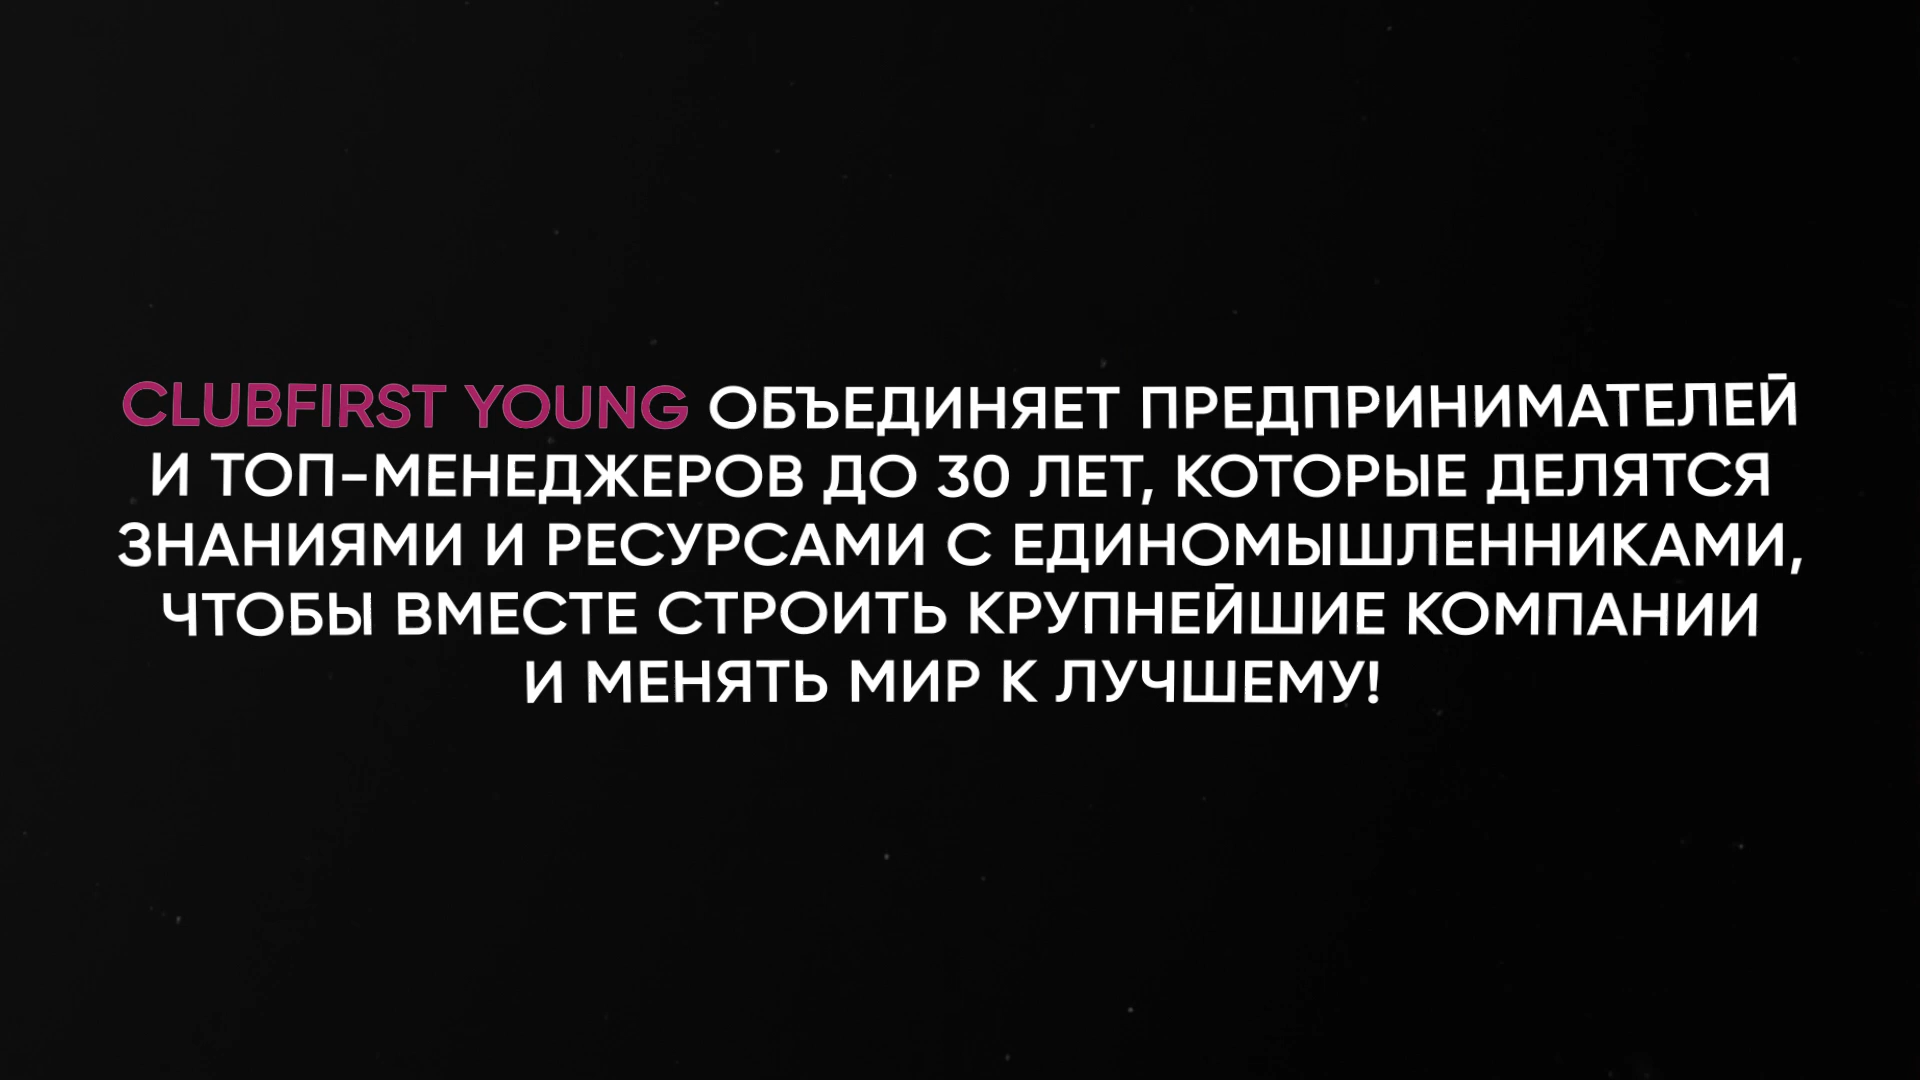 CLUBFIRST YOUNG ОБЪЕДИНЯЕТ ПРЕДПРИНИМАТЕЛЕЙ
И ТОП-МЕНЕДЖЕРОВ ДО 30 ЛЕТ, КОТОРЫЕ ДЕЛЯТСЯ
ЗНАНИЯМИ И РЕСУРСАМИ С ЕДИНОМЫШЛЕННИКАМИ,
ЧТОБЫ ВМЕСТЕ СТРОИТЬ КРУПНЕЙШИЕ КОМПАНИИ
И МЕНЯТЬ МИР К ЛУЧШЕМУ!